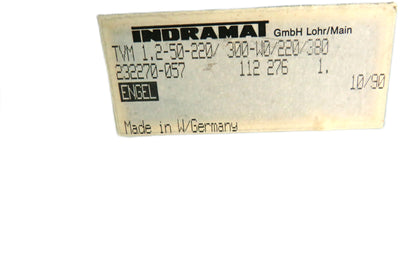 INDRAMAT GmbH Lohr/Main
TVM 1.2-50-220/ 300-W0/220/380
232270-057 112 276 1.
10/90
ENGEL
Made in W/Germany